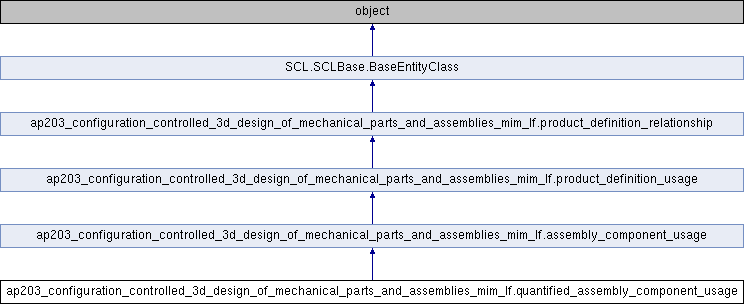 object
SCL.SCLBase.BaseEntityClass
ap203_configuration_controlled_3d_design_of_mechanical_parts_and_assemblies_mim_lf.product_definition_relationship
ap203_configuration_controlled_3d_design_of_mechanical_parts_and_assemblies_mim_lf.product_definition_usage
ap203_configuration_controlled_3d_design_of_mechanical_parts_and_assemblies_mim_lf.assembly_component_usage
ap203_configuration_controlled_3d_design_of_mechanical_parts_and_assemblies_mim_lf.quantified_assembly_component_usage